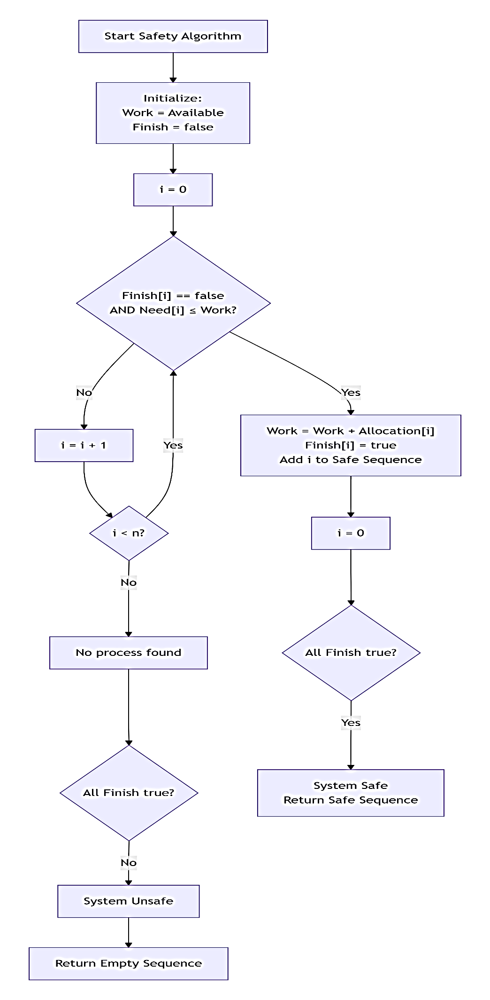 Start Safety Algorithm
Initialize:
Work = Available
Finish = false
i = 0
Finish[i] == false
AND Need[i] ≤ Work?
No
Yes
Yes
i = i + 1
Work = Work + Allocation[i]
Finish[i] = true
Add i to Safe Sequence
i < n?
i = 0
No
No process found
All Finish true?
Yes
All Finish true?
System Safe
Return Safe Sequence
No
System Unsafe
Return Empty Sequence